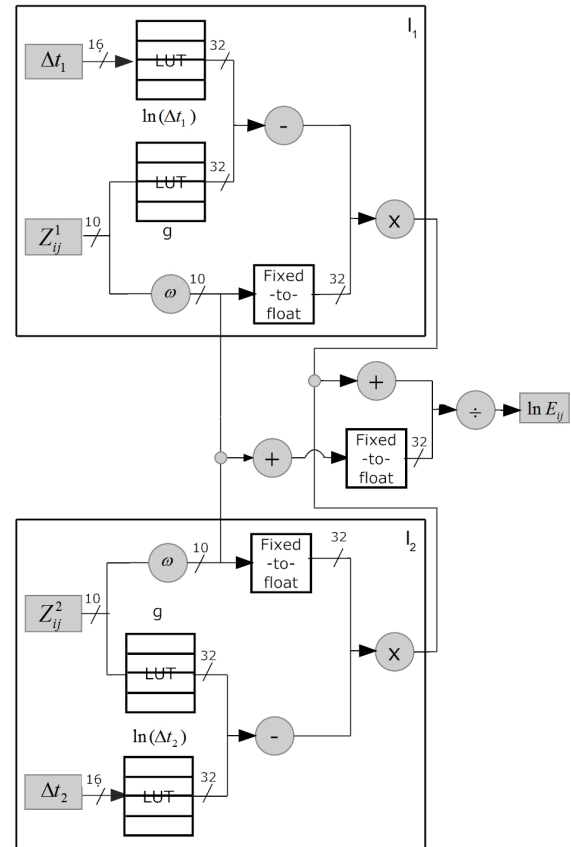 I₁
16 32
Δt₁ LUT
ln(Δt₁) -
32
LUT
10
Z¹ᵢⱼ g X
ω 10 Fixed 32
-to-
float
+
÷ ln Eᵢⱼ
+ Fixed 32
-to-
float
I₂
ω 10 Fixed 32
-to-
float
10
Z²ᵢⱼ g X
32
LUT
ln(Δt₂) -
16 32
Δt₂ LUT